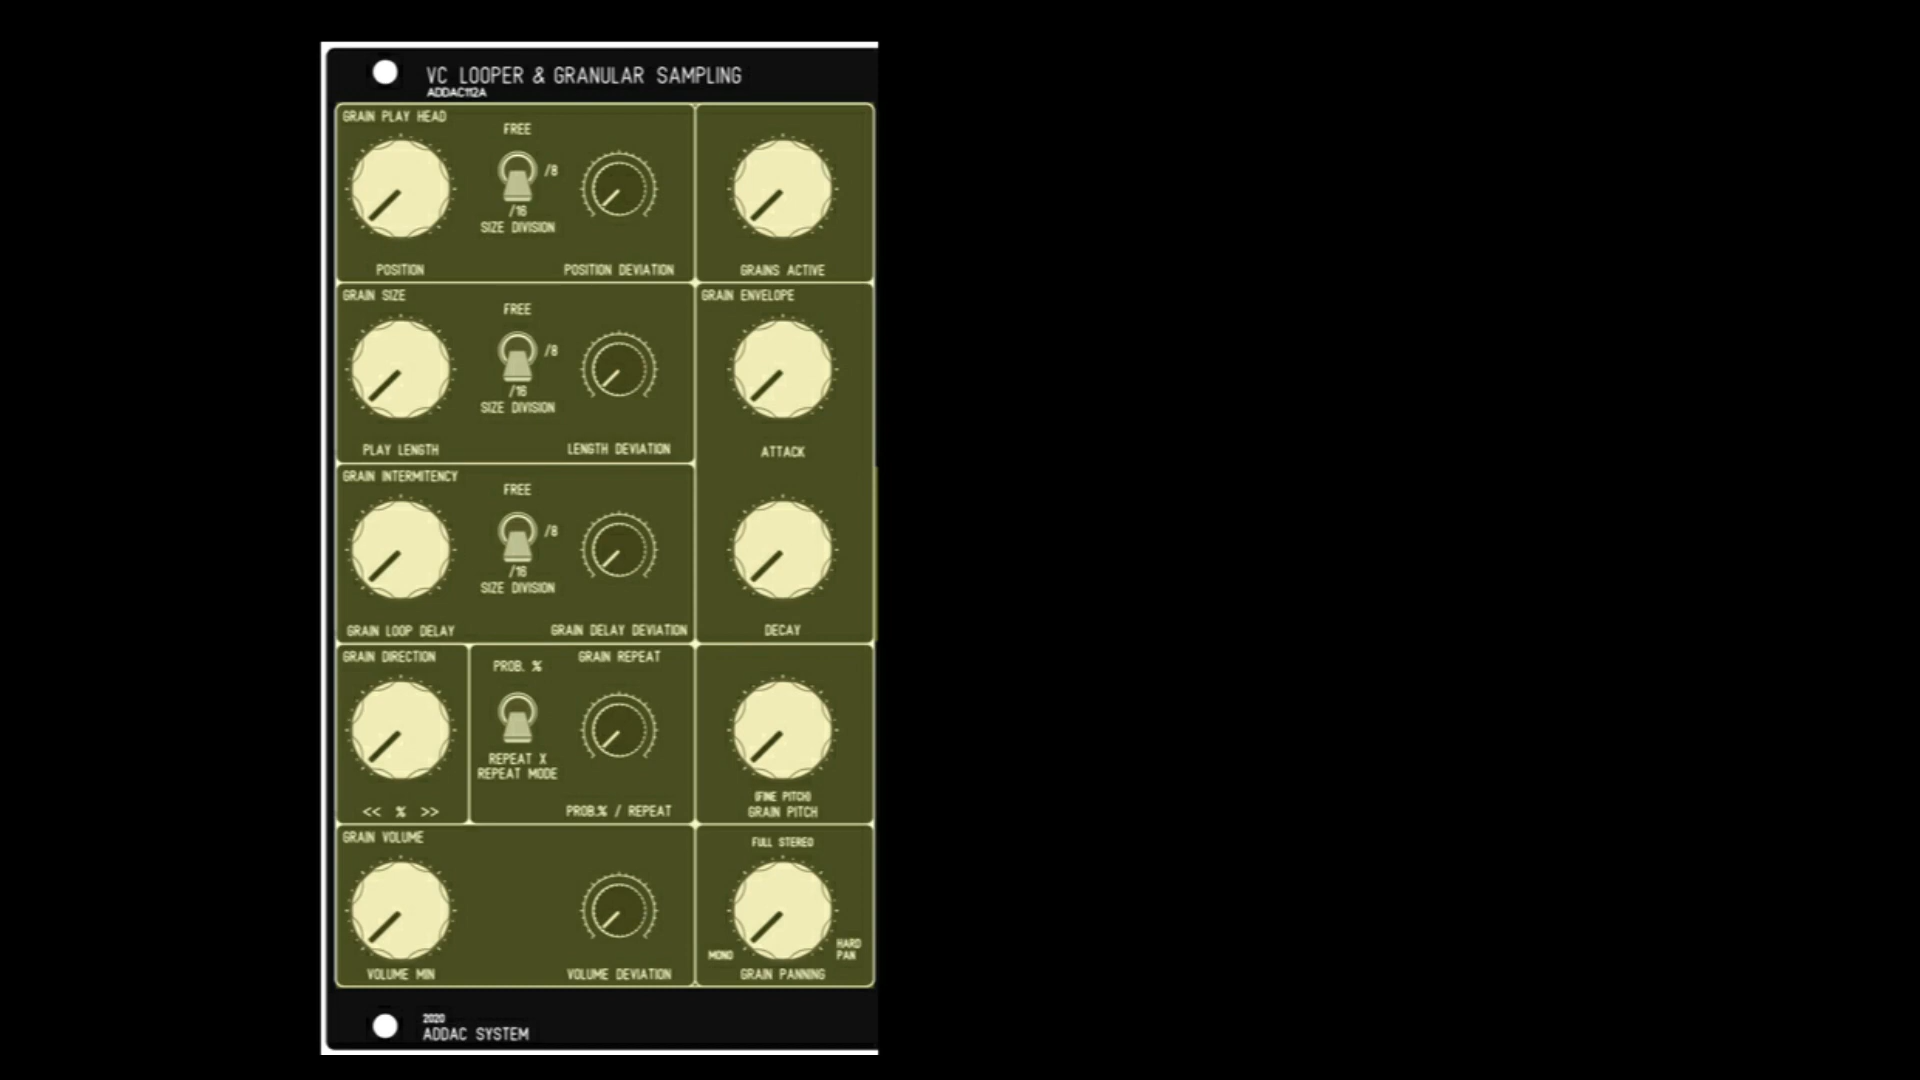 VC LOOPER & GRANULAR SAMPLING
ADDAC112A
GRAIN PLAY HEAD
FREE
/8
/16
SIZE DIVISION
POSITION
POSITION DEVIATION
GRAINS ACTIVE
GRAIN SIZE
FREE
/8
/16
SIZE DIVISION
PLAY LENGTH
LENGTH DEVIATION
GRAIN ENVELOPE
ATTACK
GRAIN INTERMITENCY
FREE
/8
/16
SIZE DIVISION
GRAIN LOOP DELAY
GRAIN DELAY DEVIATION
DECAY
GRAIN DIRECTION
<< % >>
PROB. %
GRAIN REPEAT
REPEAT X
REPEAT MODE
PROB.% / REPEAT
(FINE PITCH)
GRAIN PITCH
GRAIN VOLUME
VOLUME MIN
VOLUME DEVIATION
FULL STEREO
MONO
HARD
PAN
GRAIN PANNING
2020
ADDAC SYSTEM